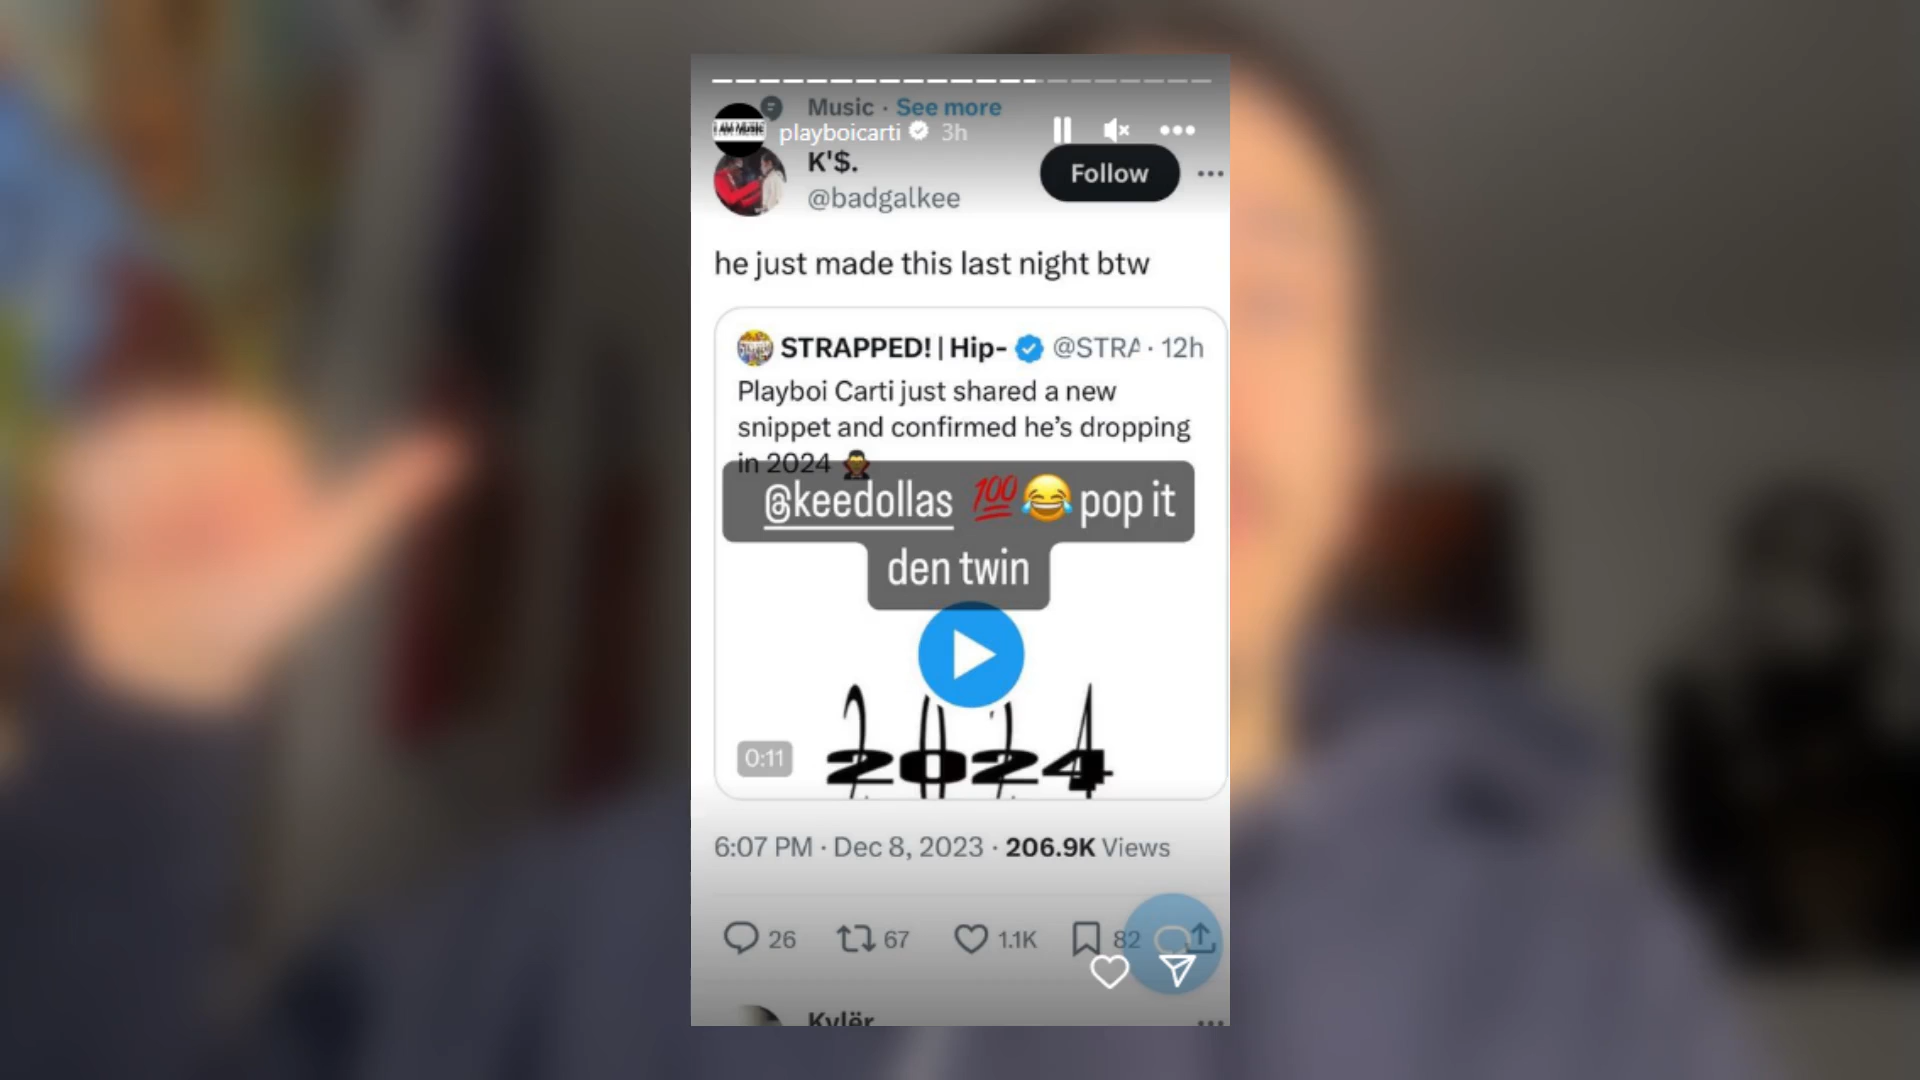 Music · See more
I AM MUSIC
playboicarti 3h
K'$.
@badgalkee
Follow
he just made this last night btw
STRAPPED! | Hip- @STRA · 12h
Playboi Carti just shared a new
snippet and confirmed he’s dropping
in 2024 🧛
@keedollas 💯😂 pop it
den twin
2024
0:11
6:07 PM · Dec 8, 2023 · 206.9K Views
26 67 1.1K 82
Kylër